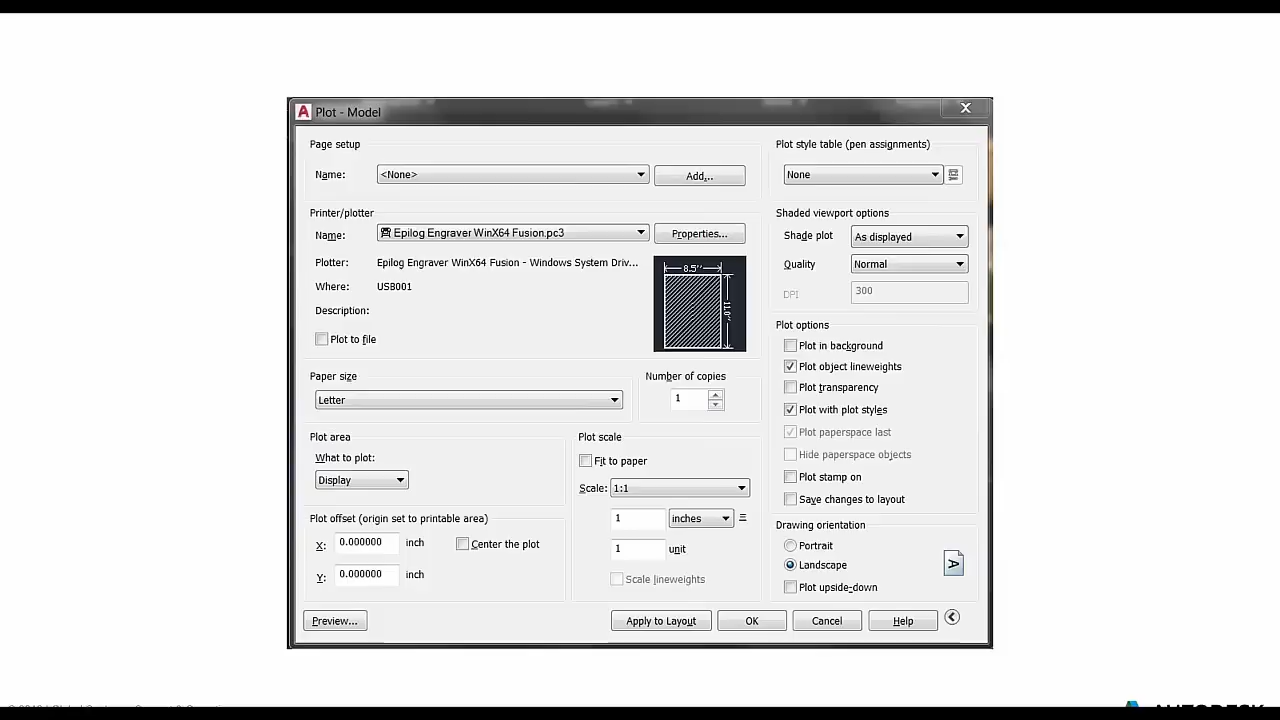 Plot - Model
Page setup
Name:
<None>
Add...
Printer/plotter
Name:
Epilog Engraver WinX64 Fusion.pc3
Properties...
Plotter:
Epilog Engraver WinX64 Fusion - Windows System Driv...
Where:
USB001
Description:
Plot to file
8.5''
11.0''
Paper size
Letter
Number of copies
1
Plot area
What to plot:
Display
Plot offset (origin set to printable area)
X:
0.000000
inch
Center the plot
Y:
0.000000
inch
Plot scale
Fit to paper
Scale:
1:1
1
inches
=
1
unit
Scale lineweights
Plot style table (pen assignments)
None
Shaded viewport options
Shade plot
As displayed
Quality
Normal
DPI
300
Plot options
Plot in background
Plot object lineweights
Plot transparency
Plot with plot styles
Plot paperspace last
Hide paperspace objects
Plot stamp on
Save changes to layout
Drawing orientation
Portrait
Landscape
Plot upside-down
A
Preview...
Apply to Layout
OK
Cancel
Help
AUTODESK